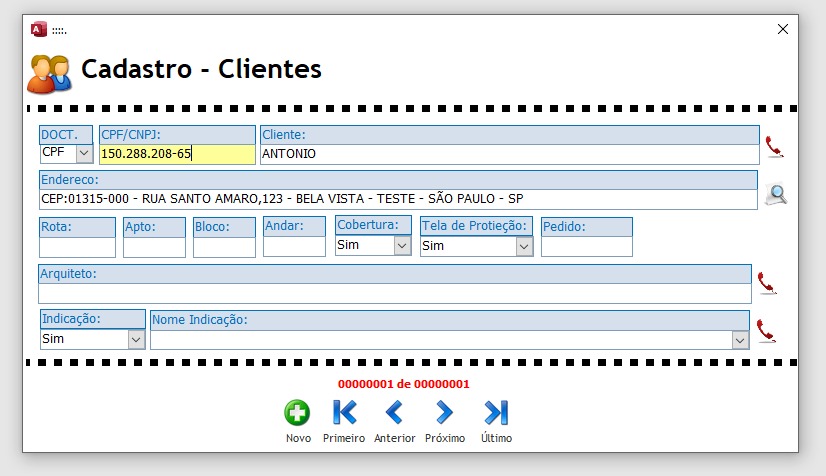 :::::.
Cadastro - Clientes
DOCT. CPF/CNPJ: Cliente:
CPF 150.288.208-65 ANTONIO
Endereco:
CEP:01315-000 - RUA SANTO AMARO,123 - BELA VISTA - TESTE - SÃO PAULO - SP
Rota: Apto: Bloco: Andar: Cobertura: Tela de Protieção: Pedido:
Sim Sim
Arquiteto:
Indicação: Nome Indicação:
Sim
00000001 de 00000001
Novo Primeiro Anterior Próximo Último